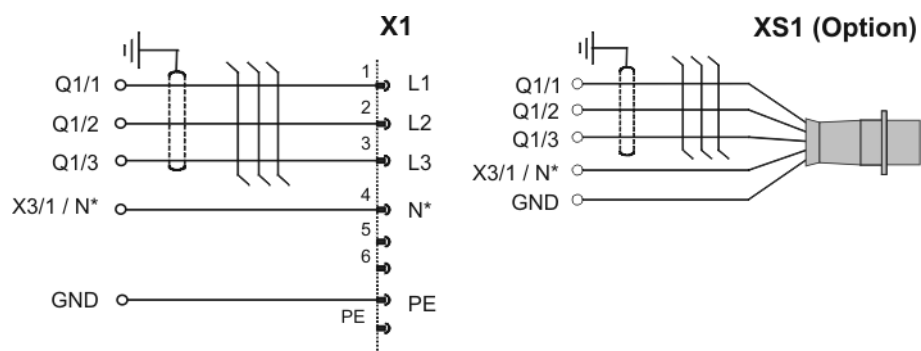 X1
1
Q1/1 L1
2
Q1/2 L2
3
Q1/3 L3
4
X3/1 / N* N*
5
6
GND PE
PE
XS1 (Option)
Q1/1
Q1/2
Q1/3
X3/1 / N*
GND